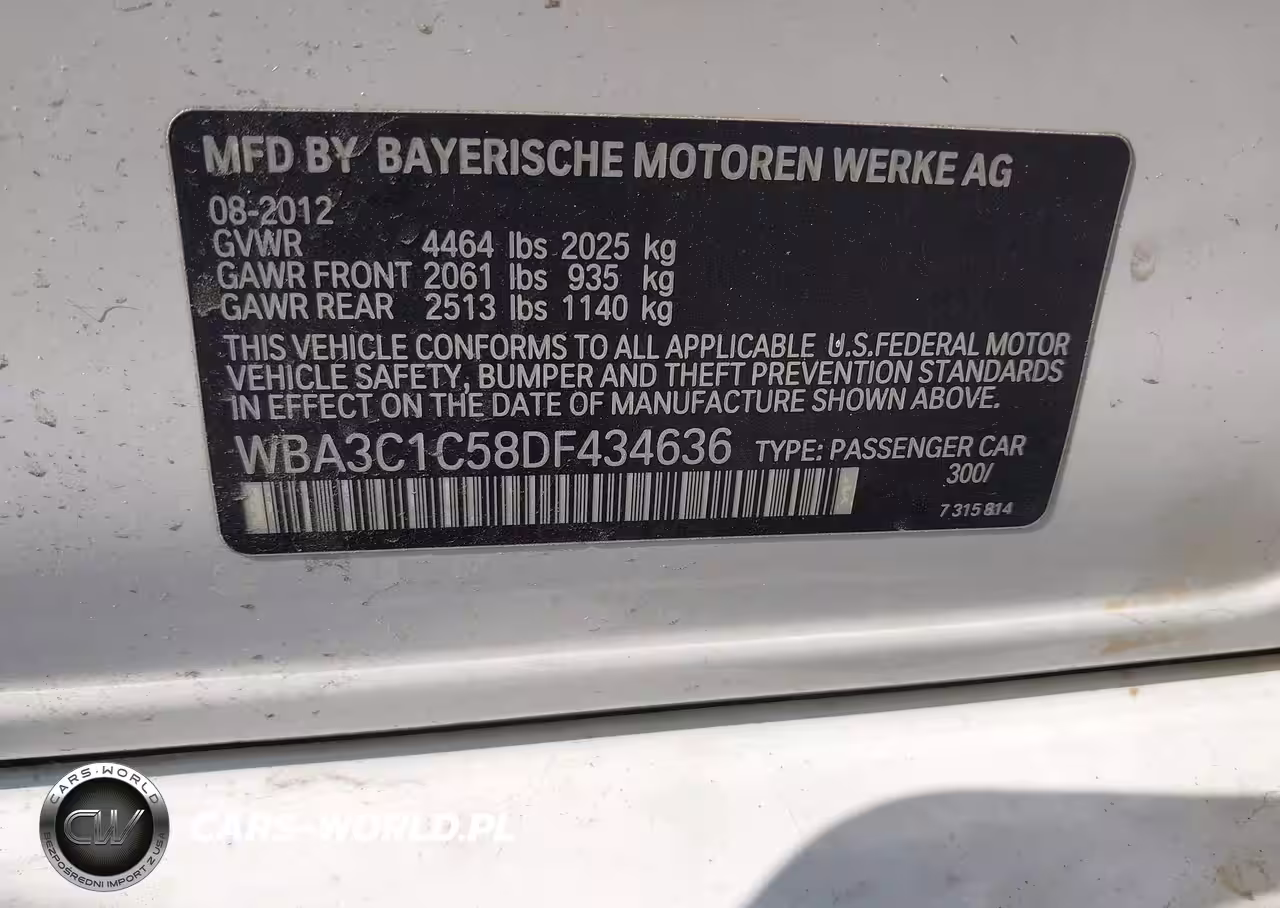 MFD BY BAYERISCHE MOTOREN WERKE AG
08-2012
GVWR 4464 lbs 2025 kg
GAWR FRONT 2061 lbs 935 kg
GAWR REAR 2513 lbs 1140 kg
THIS VEHICLE CONFORMS TO ALL APPLICABLE U.S.FEDERAL MOTOR
VEHICLE SAFETY, BUMPER AND THEFT PREVENTION STANDARDS
IN EFFECT ON THE DATE OF MANUFACTURE SHOWN ABOVE.
WBA3C1C58DF434636 TYPE: PASSENGER CAR
300/
7 315 814
CARS-WORLD
CW
BEZPOŚREDNI IMPORT Z USA
CARS-WORLD.PL